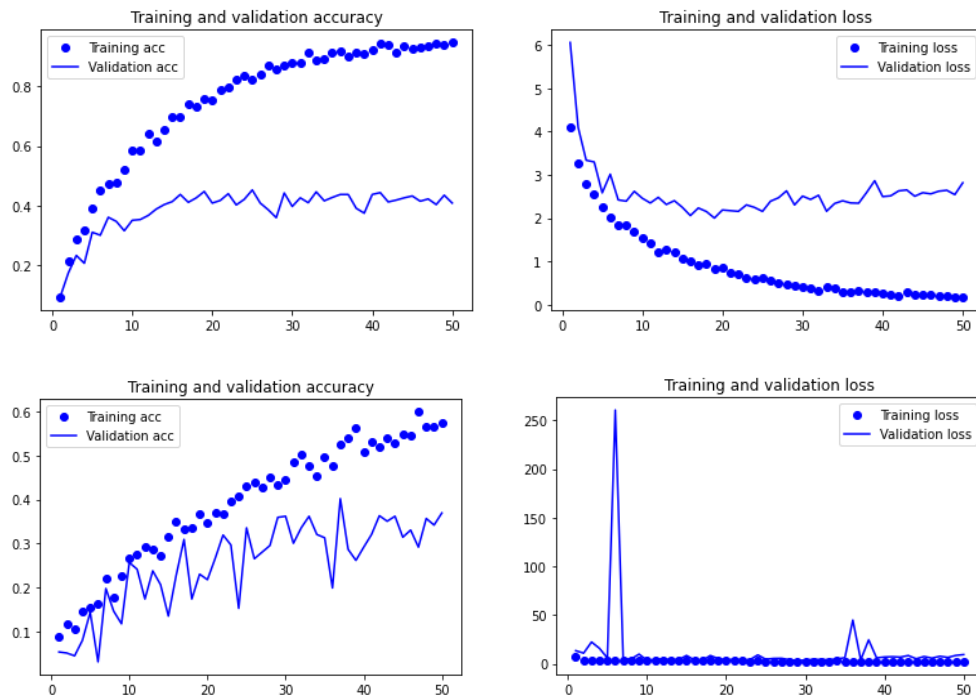 Training and validation accuracy
Training acc
Validation acc
0.8
0.6
0.4
0.2
0 10 20 30 40 50
Training and validation loss
Training loss
Validation loss
6
5
4
3
2
1
0
0 10 20 30 40 50
Training and validation accuracy
Training acc
Validation acc
0.6
0.5
0.4
0.3
0.2
0.1
0 10 20 30 40 50
Training and validation loss
Training loss
Validation loss
250
200
150
100
50
0
0 10 20 30 40 50